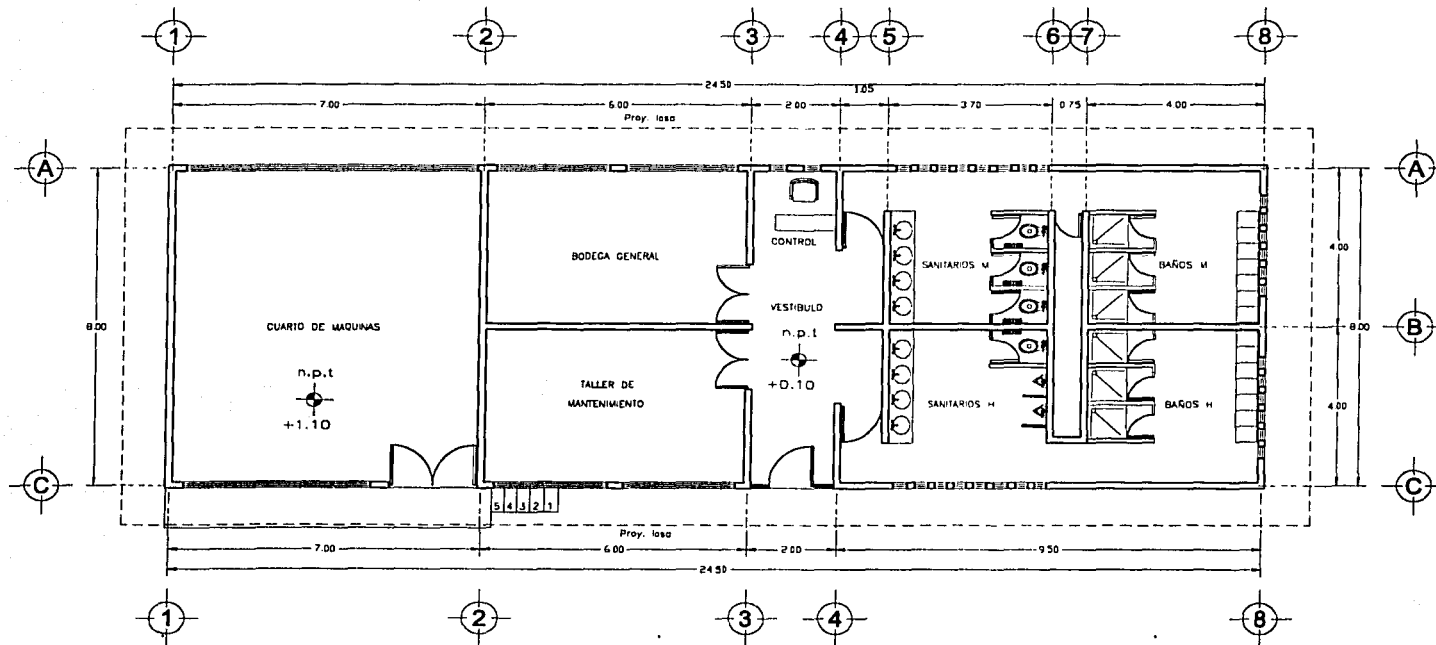 1 2 3 4 5 6 7 8
24.50
7.00 6.00 2.00 1.05 3.70 0.75 4.00
Proy. losa
A A
CONTROL
BODEGA GENERAL SANITARIOS M BAÑOS M
4.00
VESTIBULO
8.00 CUARTO DE MAQUINAS n.p.t B 8.00
+0.10
n.p.t
+1.10
TALLER DE
MANTENIMIENTO SANITARIOS H BAÑOS H
4.00
C C
5 4 3 2 1
Proy. losa
7.00 6.00 2.00 9.50
24.50
1 2 3 4 8